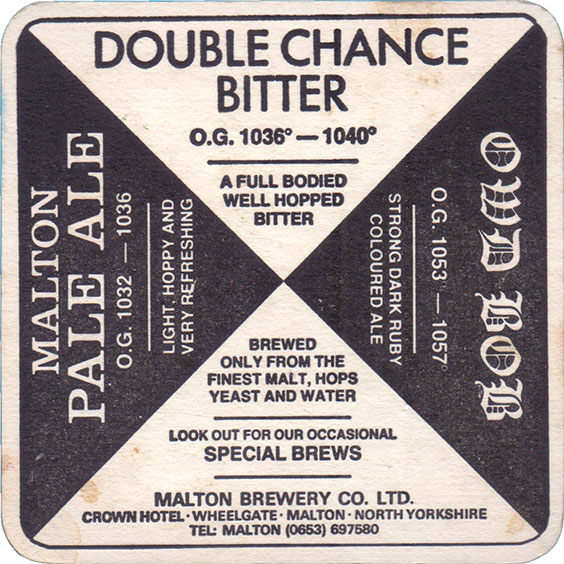 DOUBLE CHANCE
BITTER
O.G. 1036° — 1040°
A FULL BODIED
WELL HOPPED
BITTER
MALTON
PALE ALE
O.G. 1032 — 1036
LIGHT, HOPPY AND
VERY REFRESHING
OWD BOB
O.G. 1053° — 1057°
STRONG DARK RUBY
COLOURED ALE
BREWED
ONLY FROM THE
FINEST MALT, HOPS
YEAST AND WATER
LOOK OUT FOR OUR OCCASIONAL
SPECIAL BREWS
MALTON BREWERY CO. LTD.
CROWN HOTEL · WHEELGATE · MALTON · NORTH YORKSHIRE
TEL: MALTON (0653) 697580